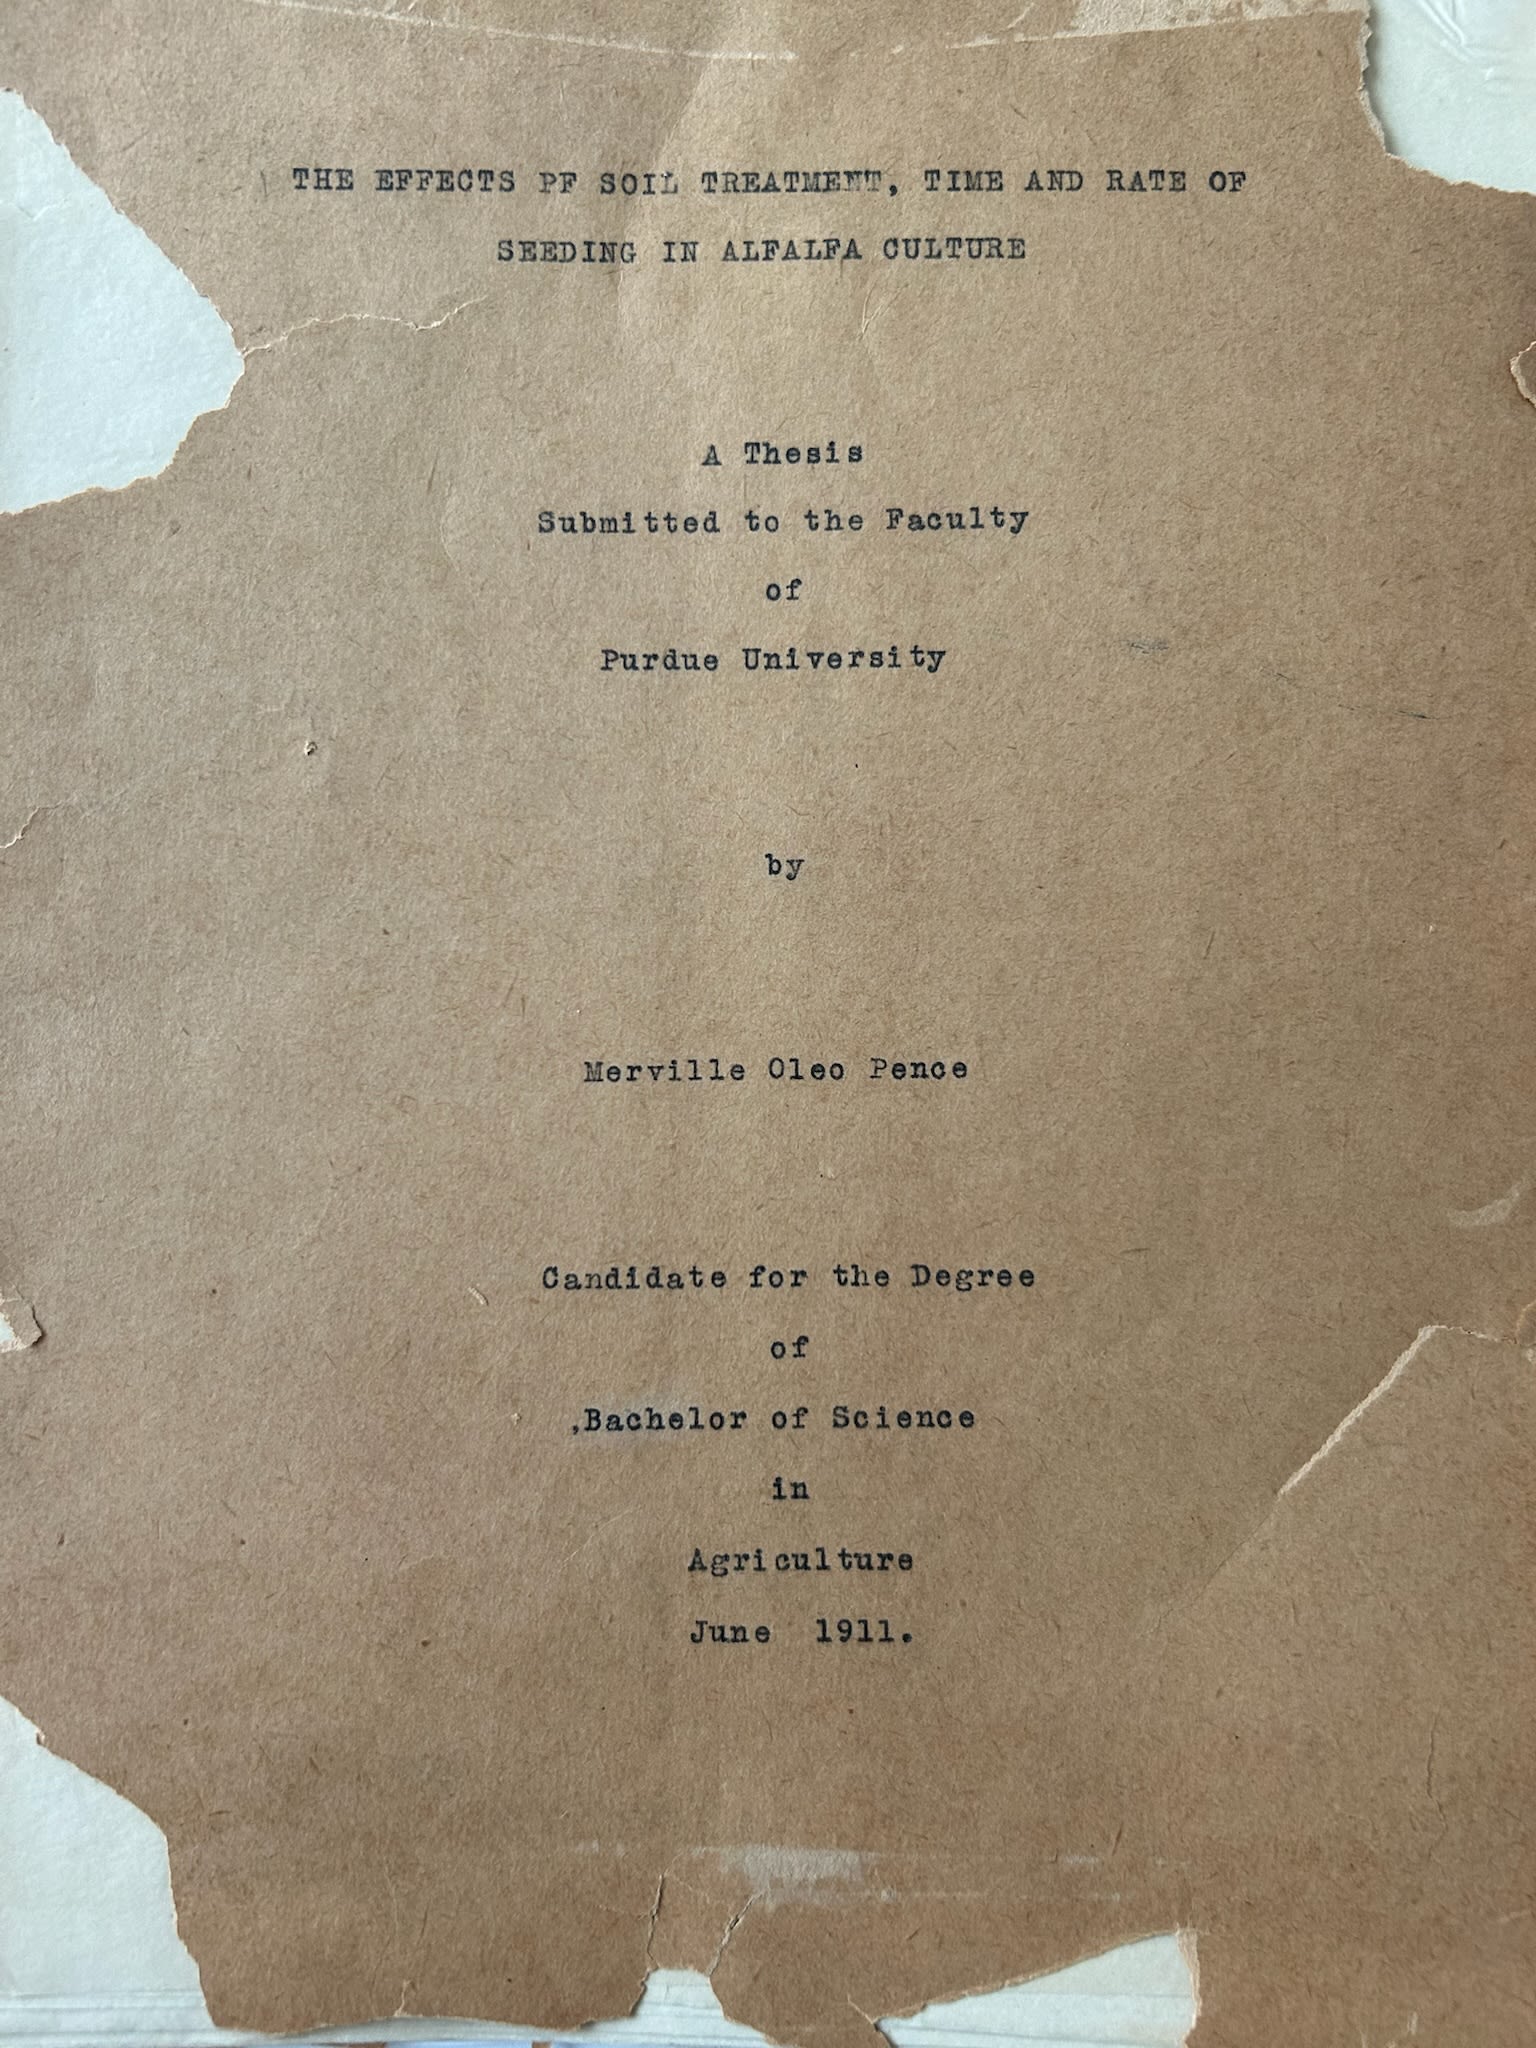 THE EFFECTS PF SOIL TREATMENT, TIME AND RATE OF
SEEDING IN ALFALFA CULTURE
A Thesis
Submitted to the Faculty
of
Purdue University
by
Merville Oleo Pence
Candidate for the Degree
of
,Bachelor of Science
in
Agriculture
June 1911.